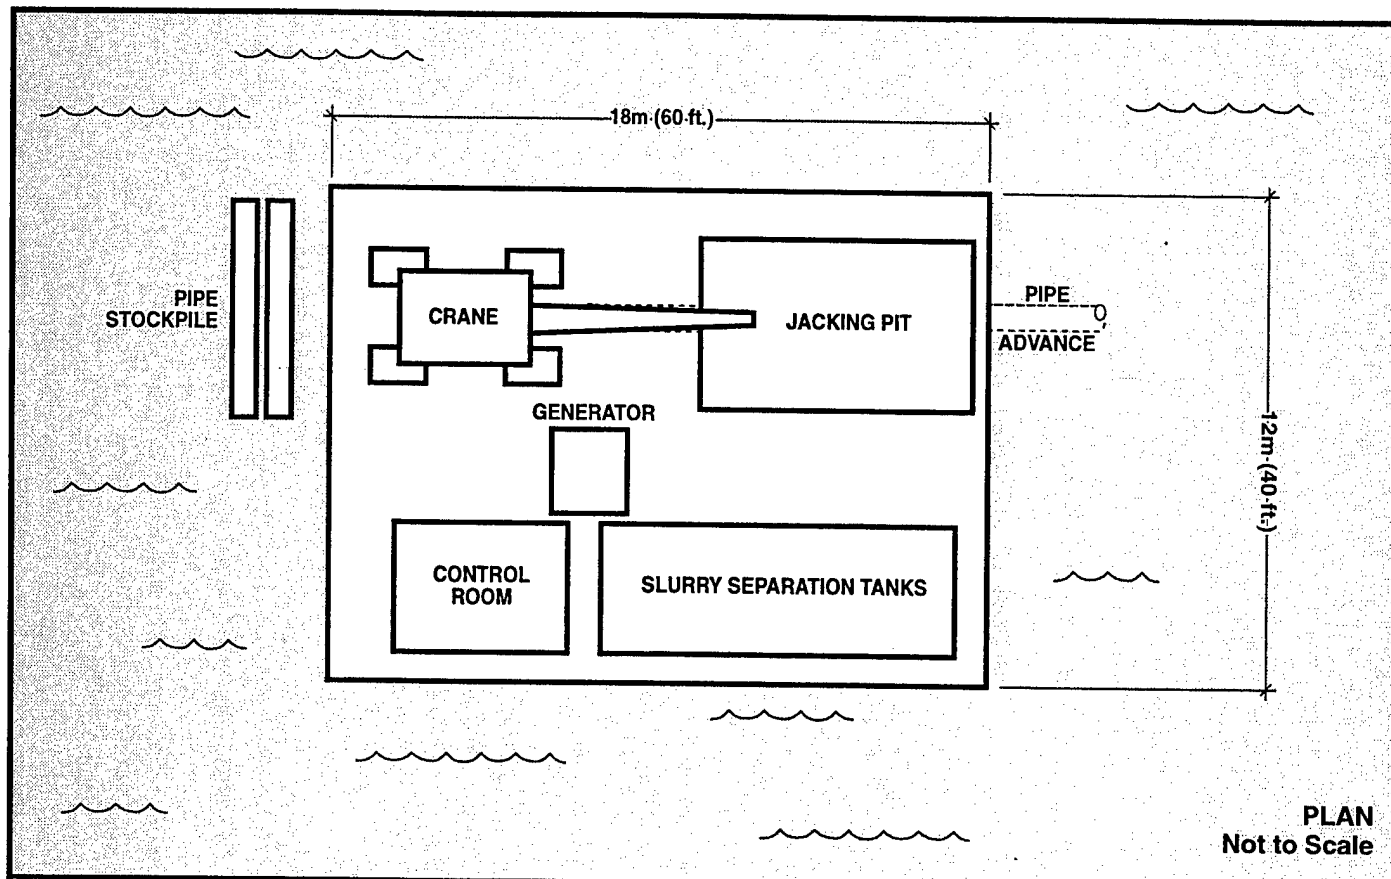 18m (60 ft.)
PIPE
STOCKPILE
CRANE
JACKING PIT
PIPE
ADVANCE
GENERATOR
12m (40 ft.)
CONTROL
ROOM
SLURRY SEPARATION TANKS
PLAN
Not to Scale